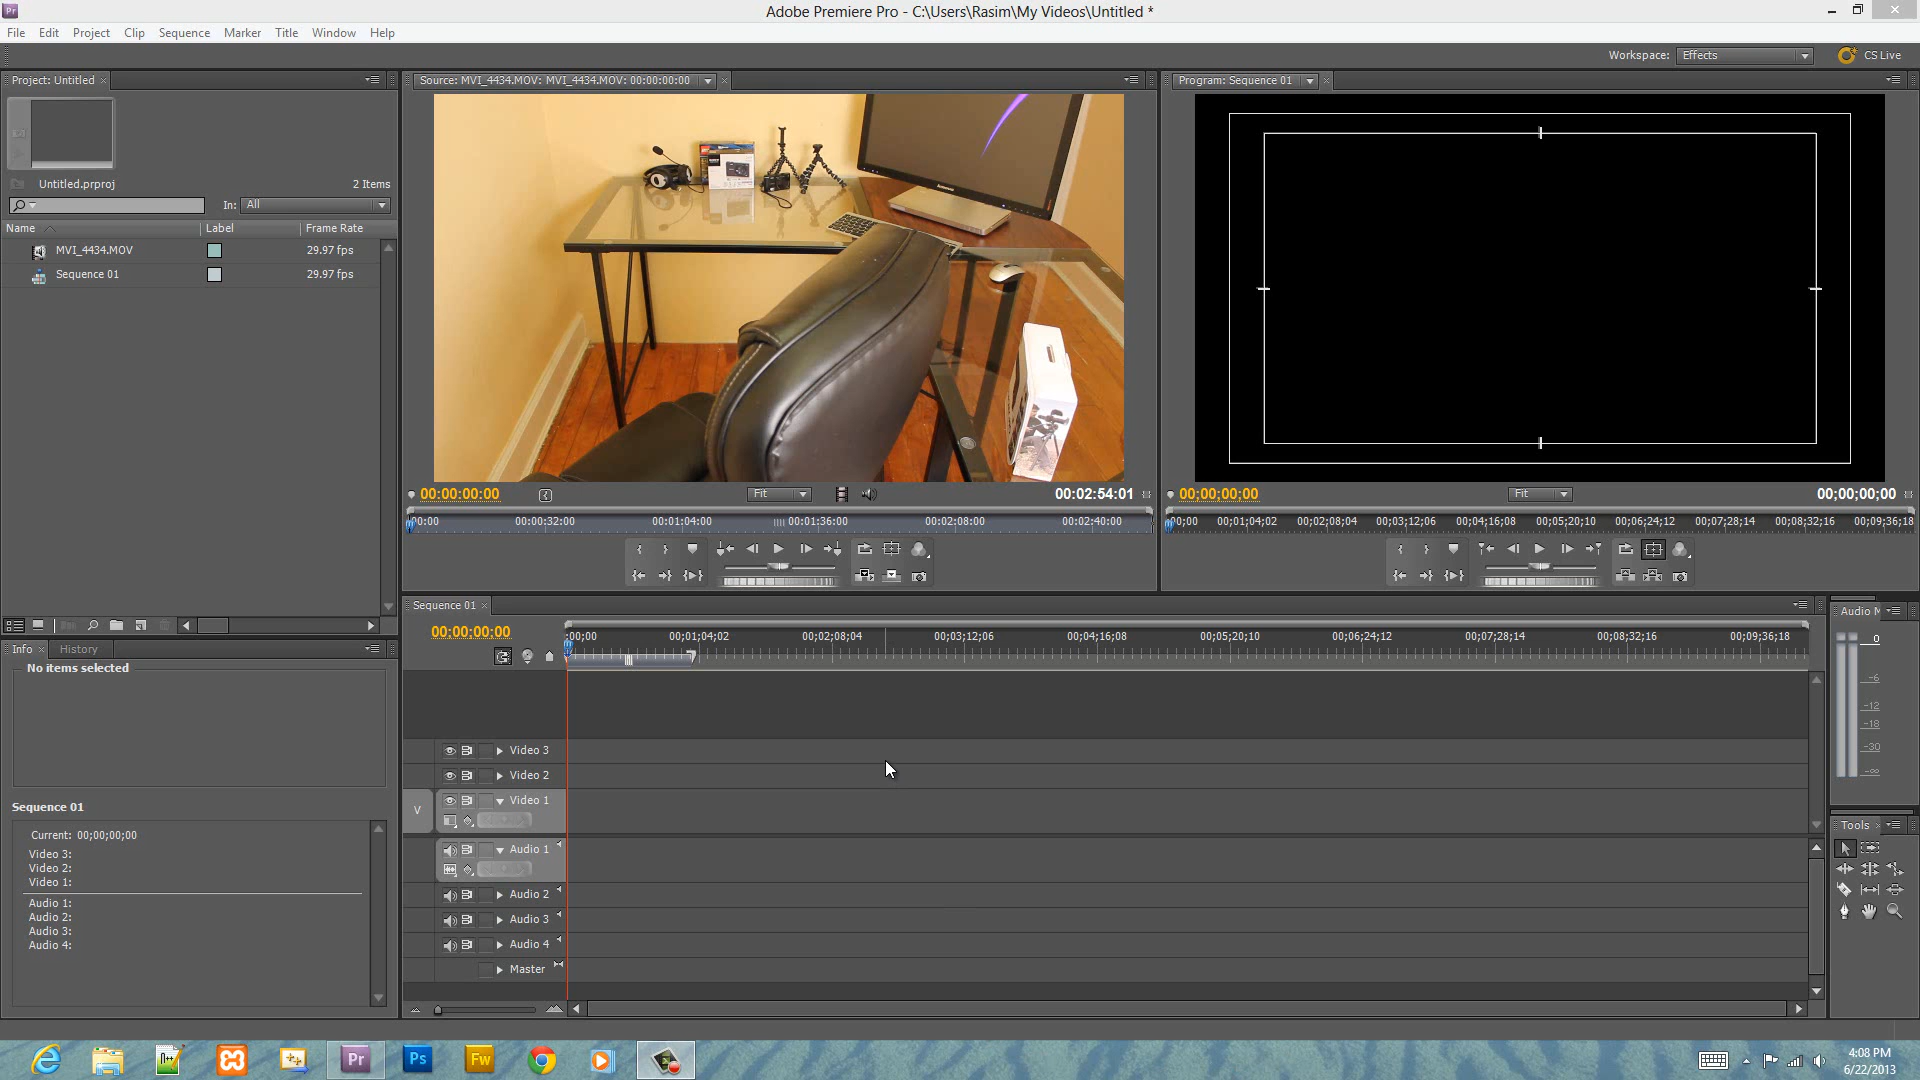 Adobe Premiere Pro - C:\Users\Rasim\My Videos\Untitled *
File Edit Project Clip Sequence Marker Title Window Help
Workspace: Effects CS Live
Project: Untitled
Untitled.prproj 2 Items
In: All
Name Label Frame Rate
MVI_4434.MOV 29.97 fps
Sequence 01 29.97 fps
Source: MVI_4434.MOV: MVI_4434.MOV: 00:00:00:00
00:00:00:00 Fit 00:02:54:01
00:00 00:00:32:00 00:01:04:00 00:01:36:00 00:02:08:00 00:02:40:00
Program: Sequence 01
00;00;00;00 Fit 00;00;00;00
00;00 00;01;04;02 00;02;08;04 00;03;12;06 00;04;16;08 00;05;20;10 00;06;24;12 00;07;28;14 00;08;32;16 00;09;36;18
Info History
No items selected
Sequence 01
Current: 00;00;00;00
Video 3:
Video 2:
Video 1:
Audio 1:
Audio 2:
Audio 3:
Audio 4:
Sequence 01
00;00;00;00
;00;00 00;01;04;02 00;02;08;04 00;03;12;06 00;04;16;08 00;05;20;10 00;06;24;12 00;07;28;14 00;08;32;16 00;09;36;18
Video 3
Video 2
V Video 1
Audio 1
Audio 2
Audio 3
Audio 4
Master
Audio M
0
-6
-12
-18
-30
-∞
Tools
Pr Ps Fw
4:08 PM
6/22/2013